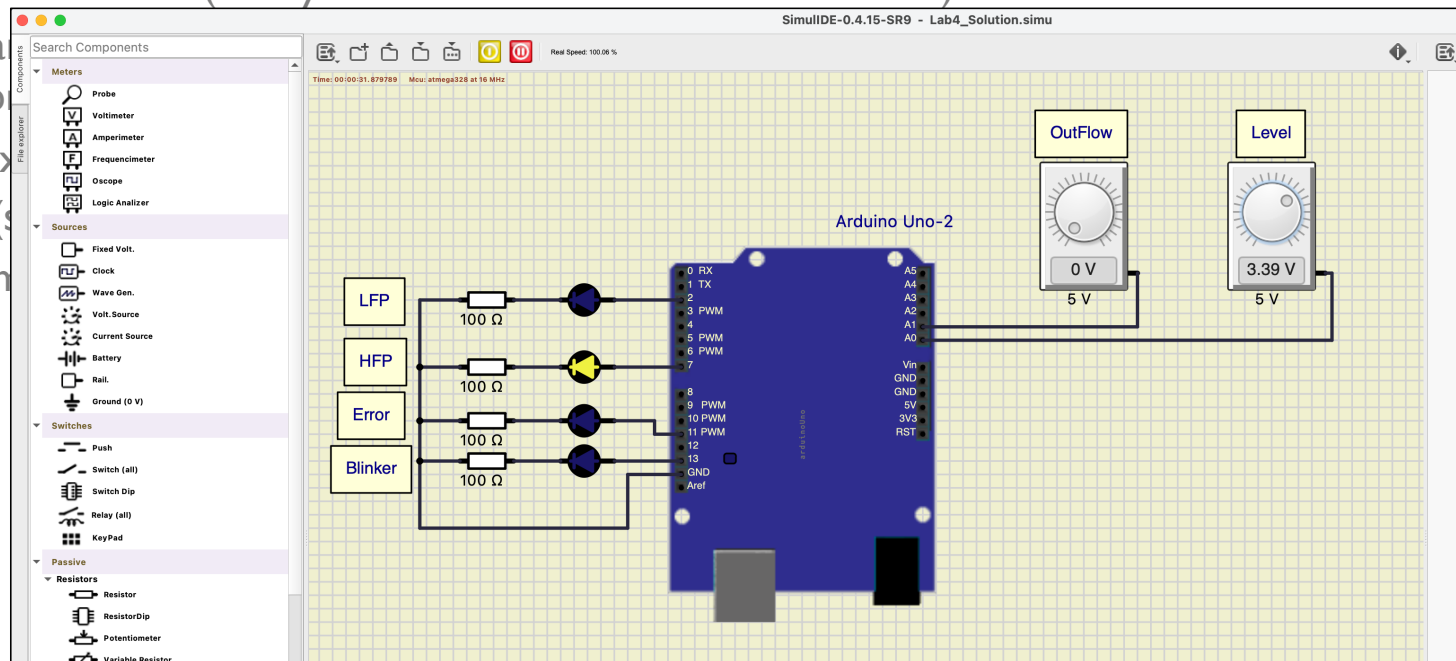 SimulIDE-0.4.15-SR9 - Lab4_Solution.simu
Components
File explorer
Search Components
Meters
Probe
Voltimeter
Amperimeter
Frequencimeter
Oscope
Logic Analizer
Sources
Fixed Volt.
Clock
Wave Gen.
Volt.Source
Current Source
Battery
Rail.
Ground (0 V)
Switches
Push
Switch (all)
Switch Dip
Relay (all)
KeyPad
Passive
Resistors
Resistor
ResistorDip
Potentiometer
Variable Resistor
Real Speed: 100.06 %
Time: 00:00:31.879789 Mcu: atmega328 at 16 MHz
LFP
100 Ω
HFP
100 Ω
Error
100 Ω
Blinker
100 Ω
Arduino Uno-2
0 RX
1 TX
2
3 PWM
4
5 PWM
6 PWM
7
8
9 PWM
10 PWM
11 PWM
12
13
GND
Aref
arduinoUno
A5
A4
A3
A2
A1
A0
Vin
GND
GND
5V
3V3
RST
OutFlow
0 V
5 V
Level
3.39 V
5 V